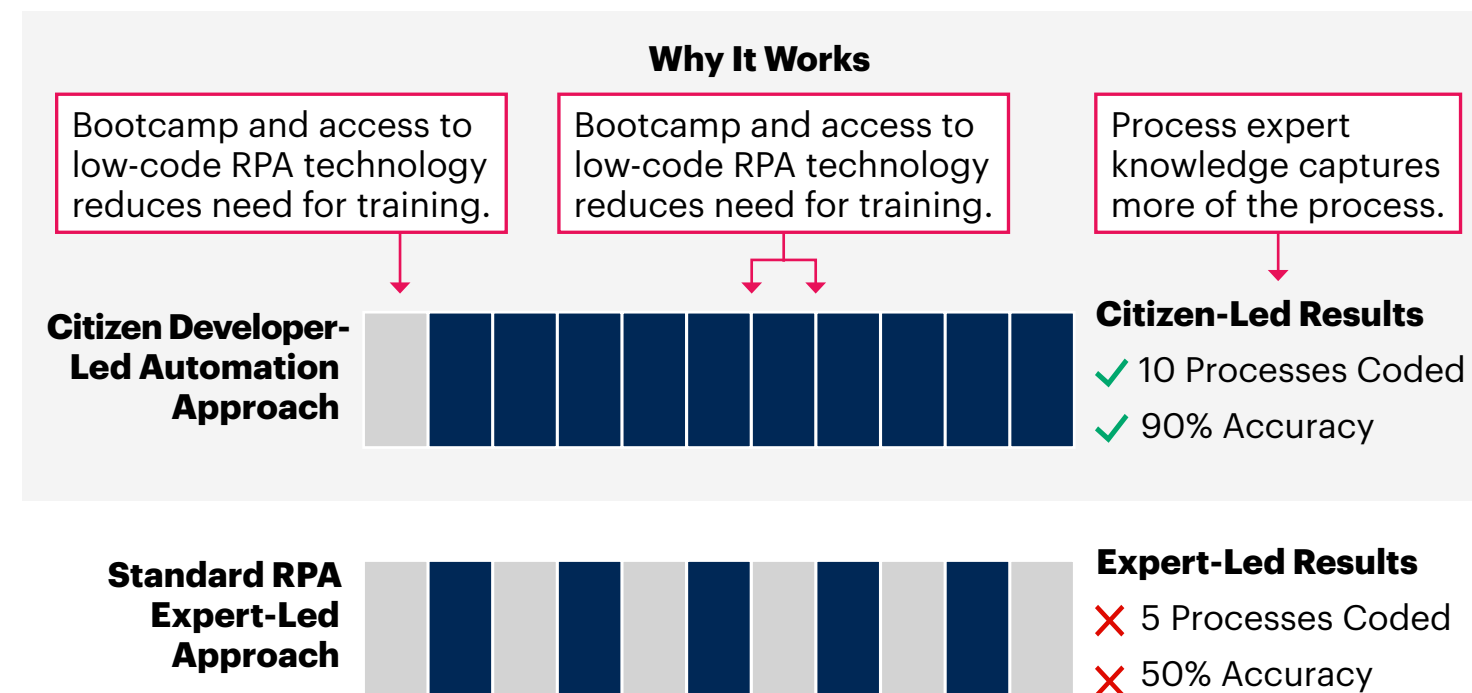 Why It Works
Bootcamp and access to
low-code RPA technology
reduces need for training.
Bootcamp and access to
low-code RPA technology
reduces need for training.
Process expert
knowledge captures
more of the process.
Citizen Developer-
Led Automation
Approach
Citizen-Led Results
10 Processes Coded
90% Accuracy
Standard RPA
Expert-Led
Approach
Expert-Led Results
5 Processes Coded
50% Accuracy